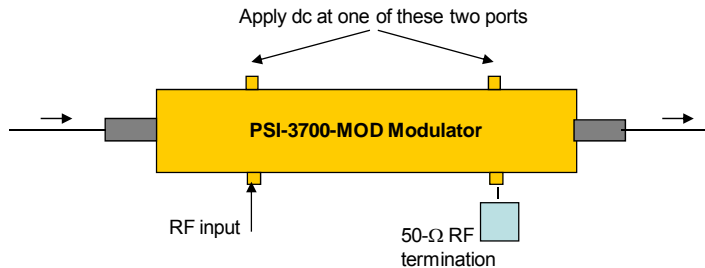 Apply dc at one of these two ports
PSI-3700-MOD Modulator
RF input
50-Ω RF
termination